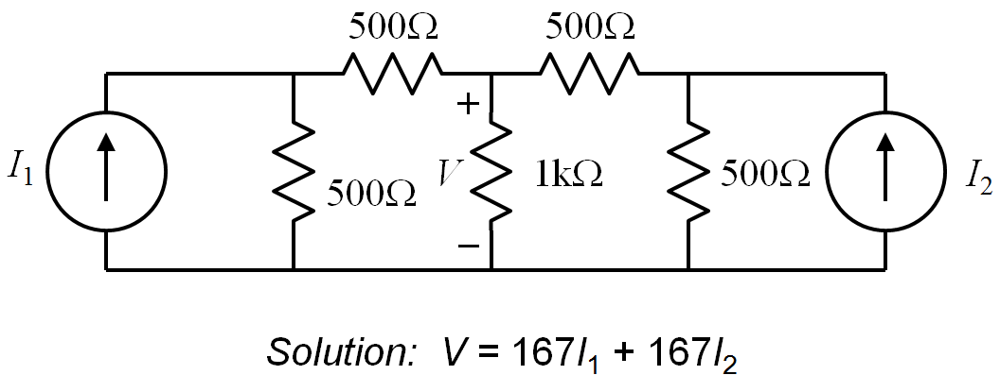 500Ω 500Ω
+
I₁ 500Ω V 1kΩ 500Ω I₂
−
Solution: V = 167I₁ + 167I₂